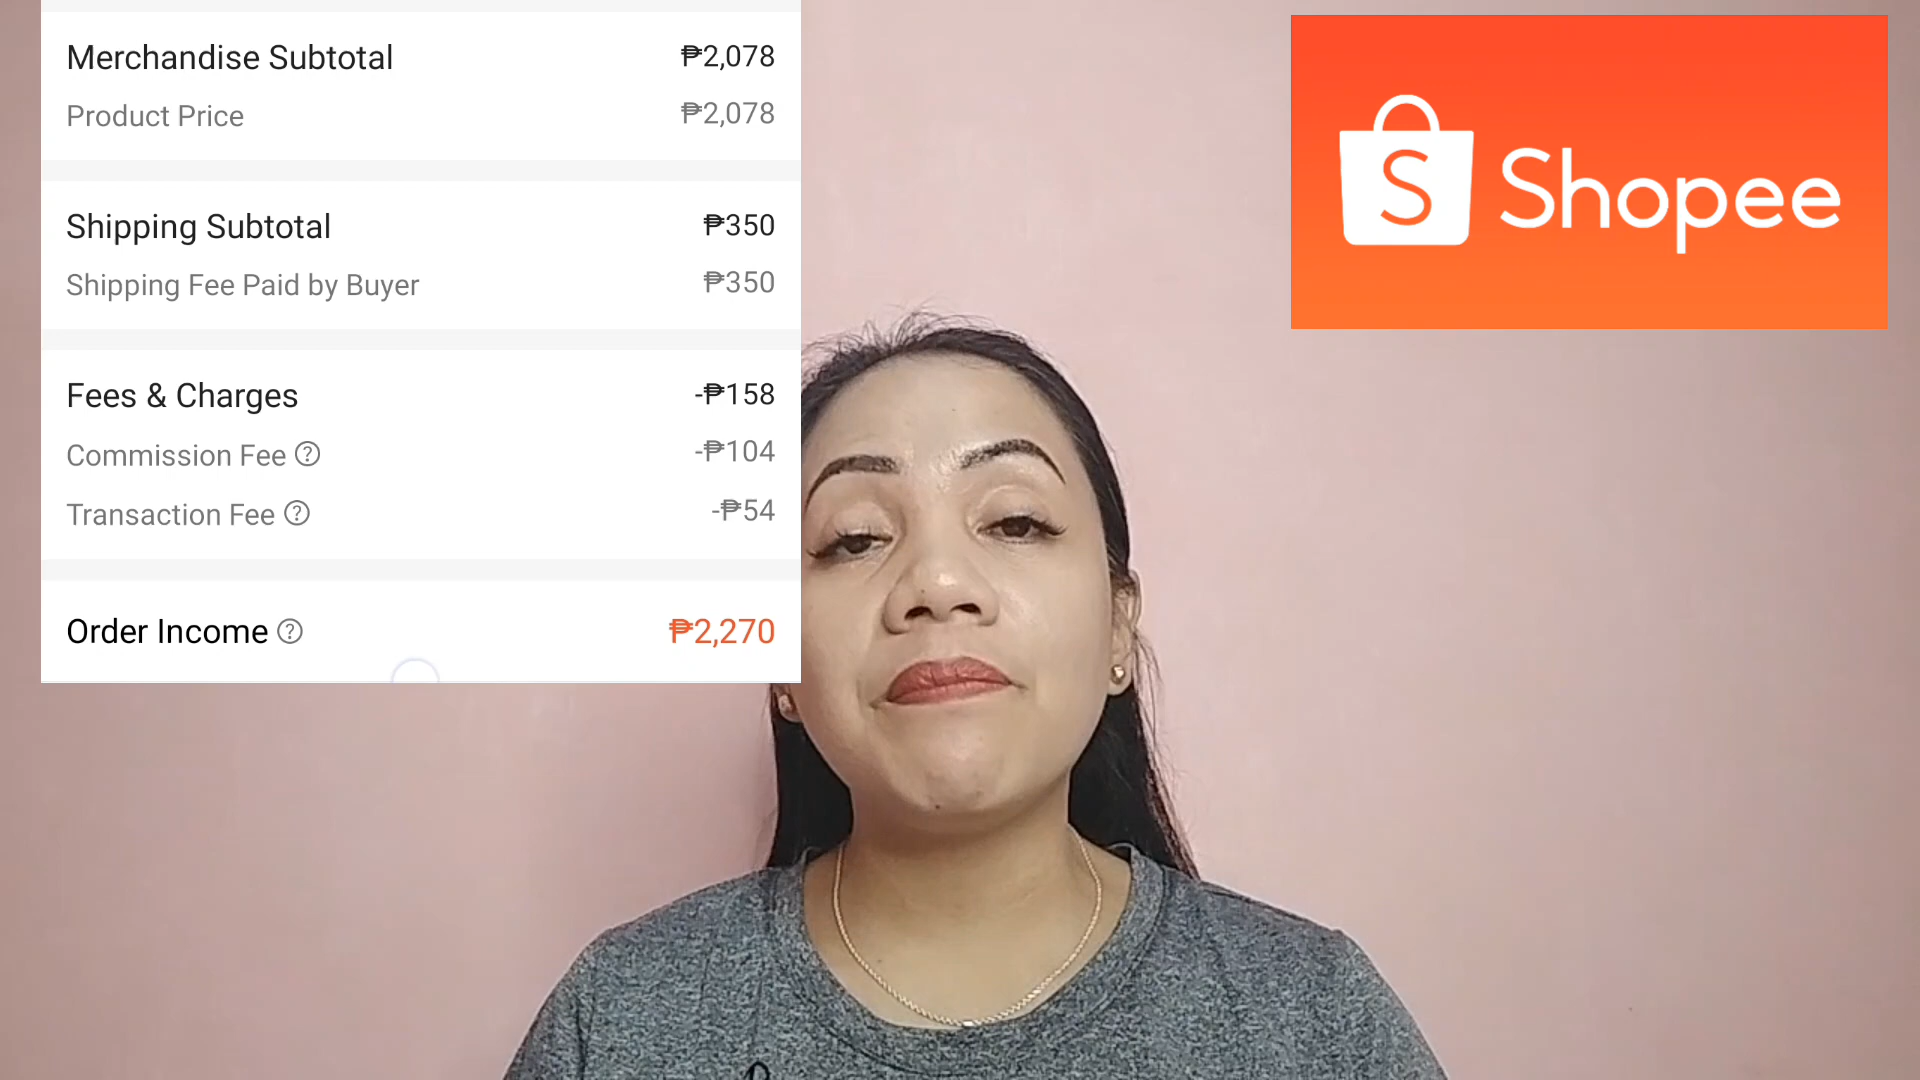 Merchandise Subtotal ₱2,078
Product Price ₱2,078
Shipping Subtotal ₱350
Shipping Fee Paid by Buyer ₱350
Fees & Charges -₱158
Commission Fee ? -₱104
Transaction Fee ? -₱54
Order Income ? ₱2,270
S Shopee